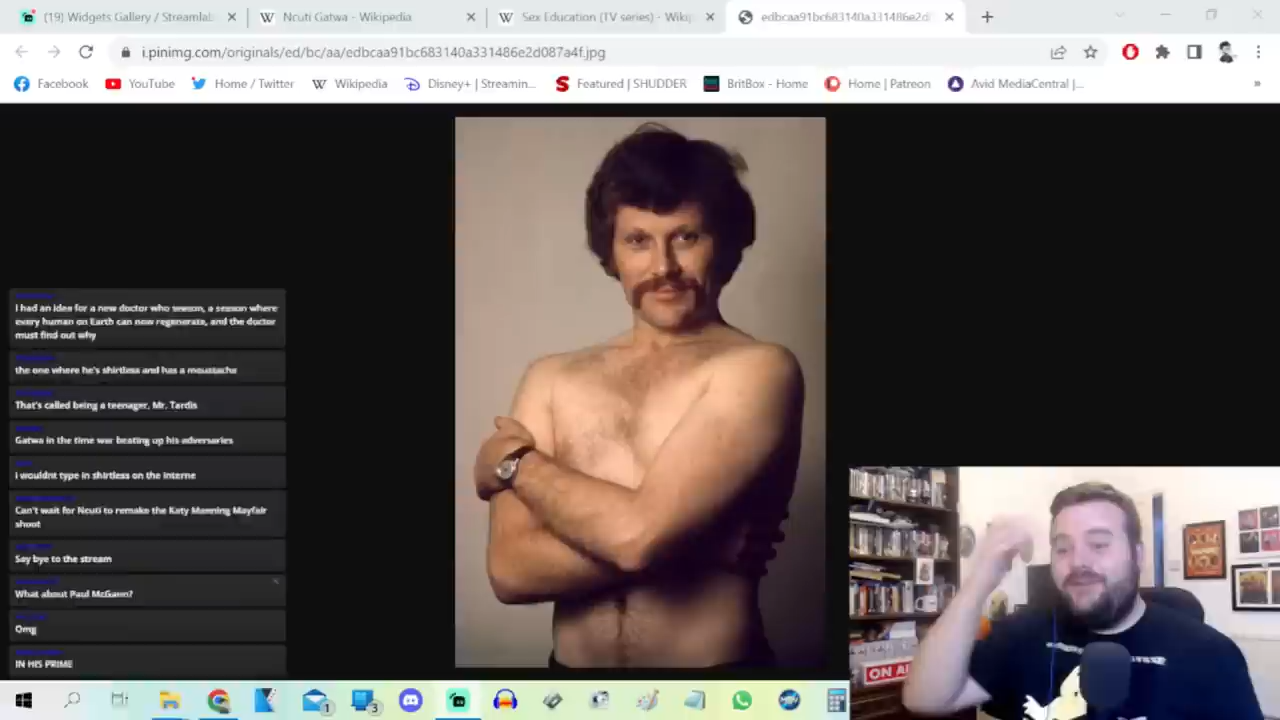 (19) Widgets Gallery / Streamlab
Ncuti Gatwa - Wikipedia
Sex Education (TV series) - Wiki
edbcaa91bc683140a331486e2d
i.pinimg.com/originals/ed/bc/aa/edbcaa91bc683140a331486e2d087a4f.jpg
Facebook
YouTube
Home / Twitter
Wikipedia
Disney+ | Streamin...
Featured | SHUDDER
BritBox - Home
Home | Patreon
Avid MediaCentral |...
I had an idea for a new doctor who season, a season where
every human on Earth can now regenerate, and the doctor
must find out why
the one where he's shirtless and has a moustache
That's called being a teenager, Mr. Tardis
Gatwa in the time war beating up his adversaries
i wouldnt type in shirtless on the interne
Can't wait for Ncuti to remake the Katy Manning Mayfair
shoot
Say bye to the stream
What about Paul McGann?
Omg
IN HIS PRIME
ON AI
1
3